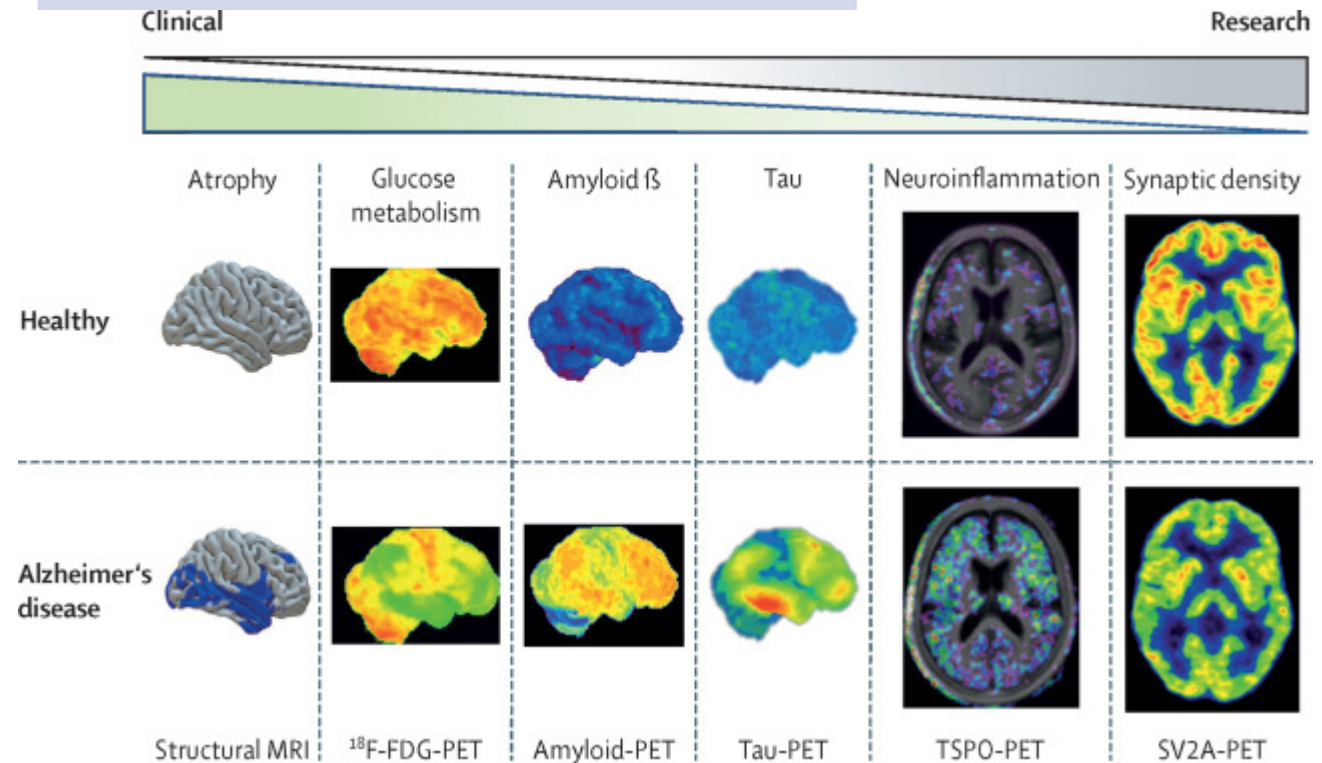 Clinical Research
Atrophy Glucose metabolism Amyloid ß Tau Neuroinflammation Synaptic density
Healthy
Alzheimer's disease
Structural MRI ¹⁸F-FDG-PET Amyloid-PET Tau-PET TSPO-PET SV2A-PET